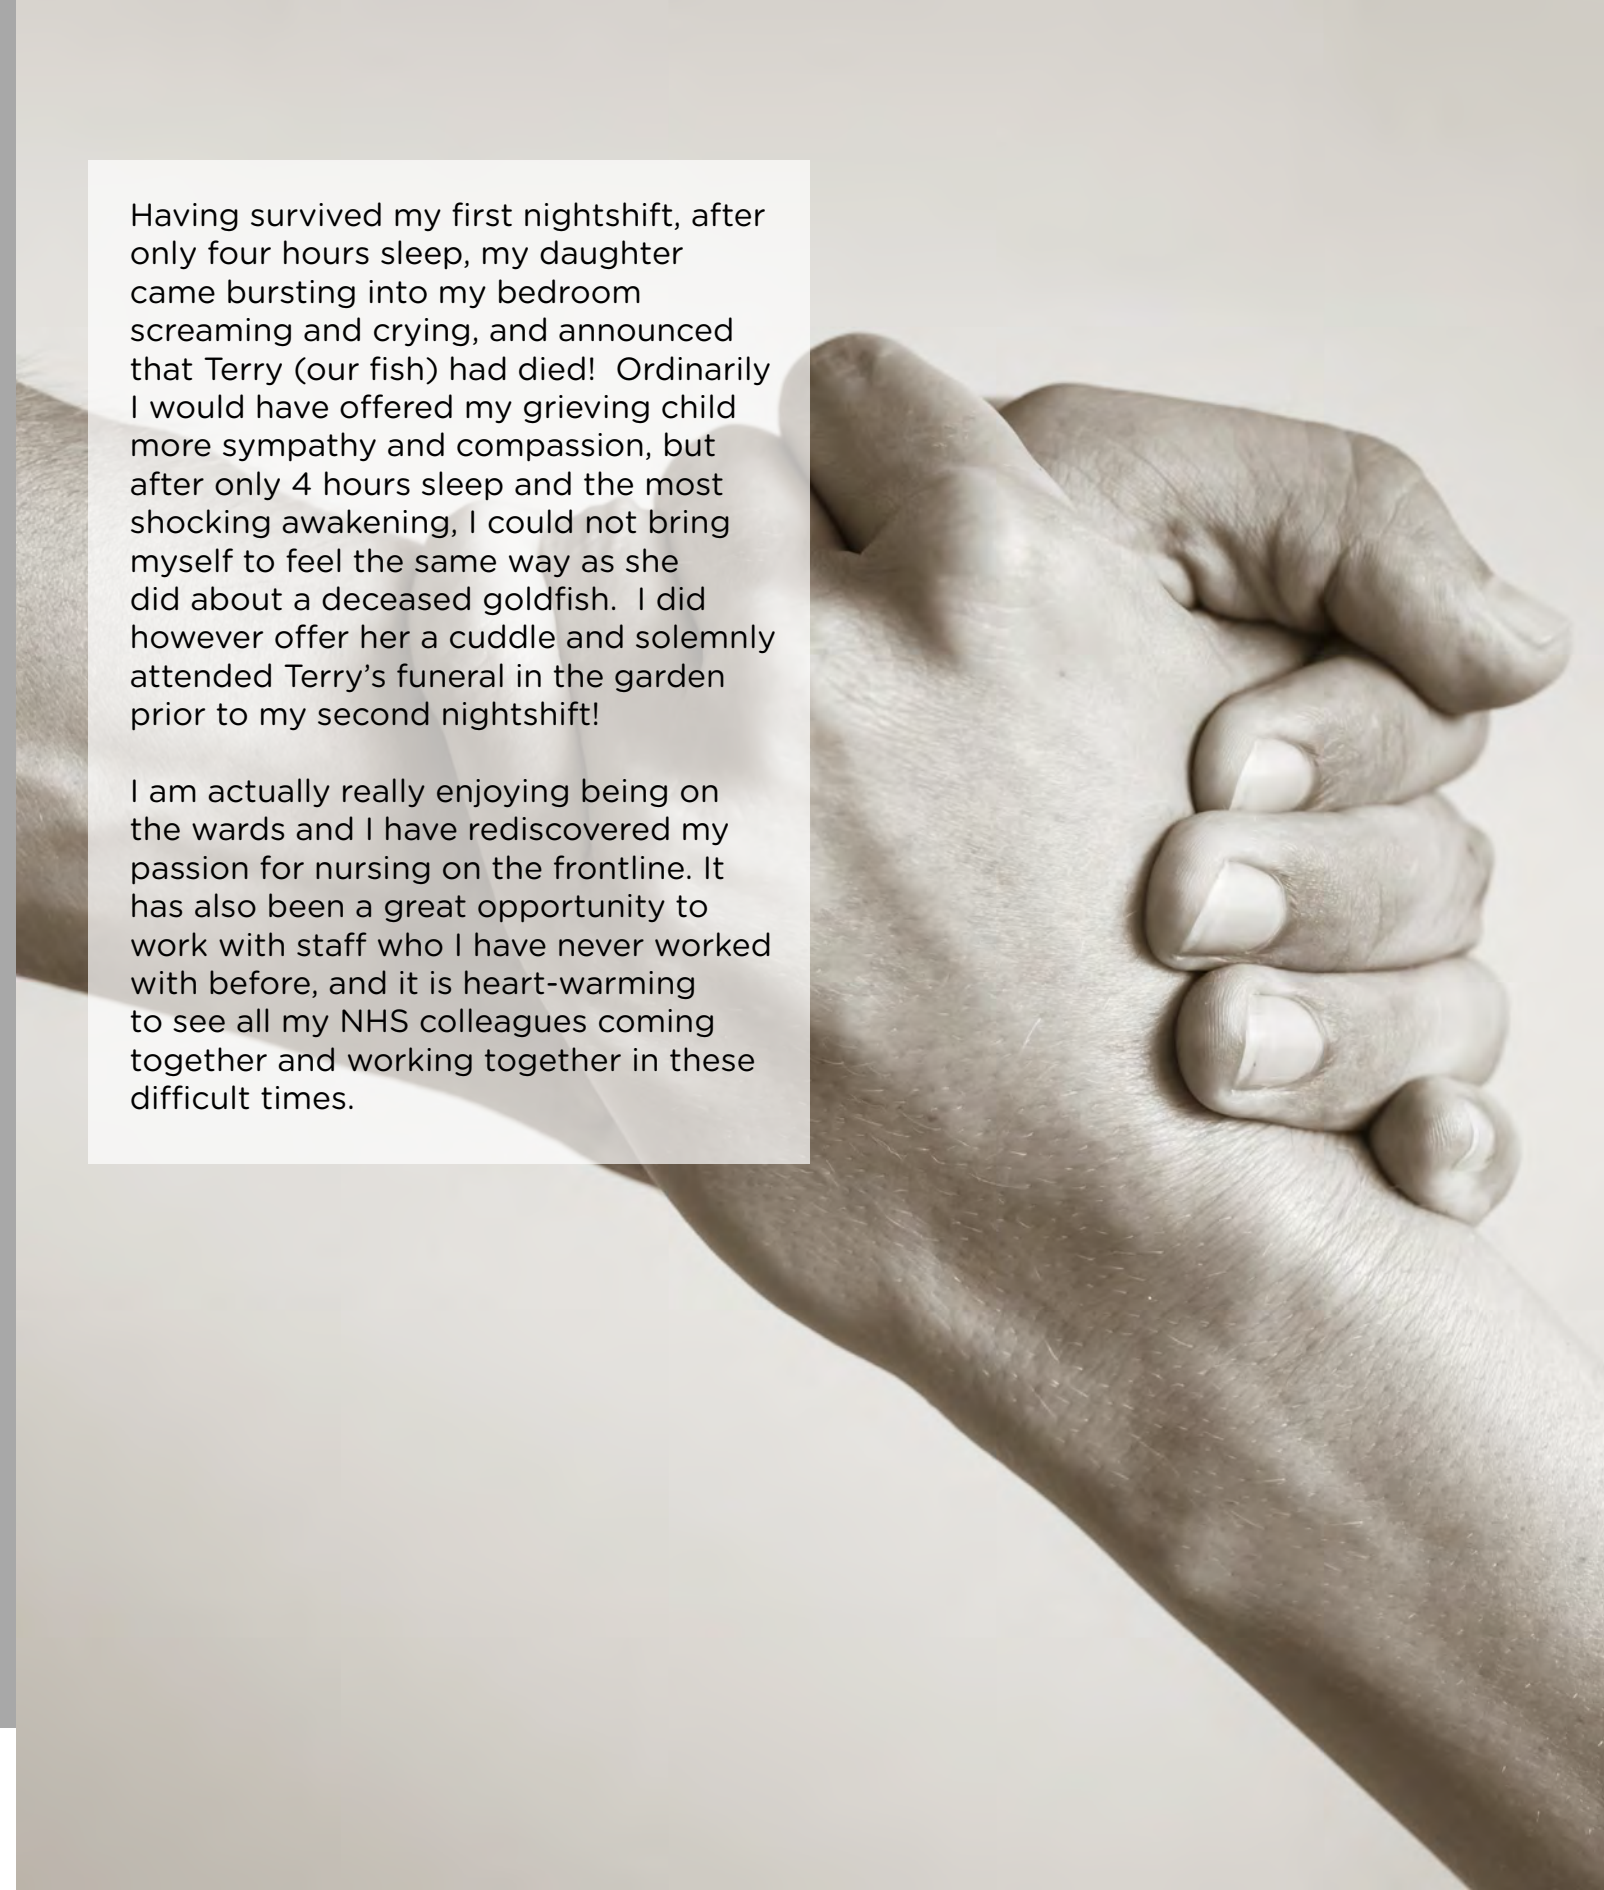 Having survived my first nightshift, after
only four hours sleep, my daughter
came bursting into my bedroom
screaming and crying, and announced
that Terry (our fish) had died!  Ordinarily
I would have offered my grieving child
more sympathy and compassion, but
after only 4 hours sleep and the most
shocking awakening, I could not bring
myself to feel the same way as she
did about a deceased goldfish.  I did
however offer her a cuddle and solemnly
attended Terry’s funeral in the garden
prior to my second nightshift!

I am actually really enjoying being on
the wards and I have rediscovered my
passion for nursing on the frontline. It
has also been a great opportunity to
work with staff who I have never worked
with before, and it is heart-warming
to see all my NHS colleagues coming
together and working together in these
difficult times.